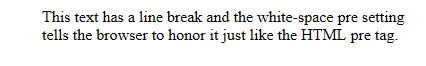 This text has a line break and the white-space pre setting
tells the browser to honor it just like the HTML pre tag.